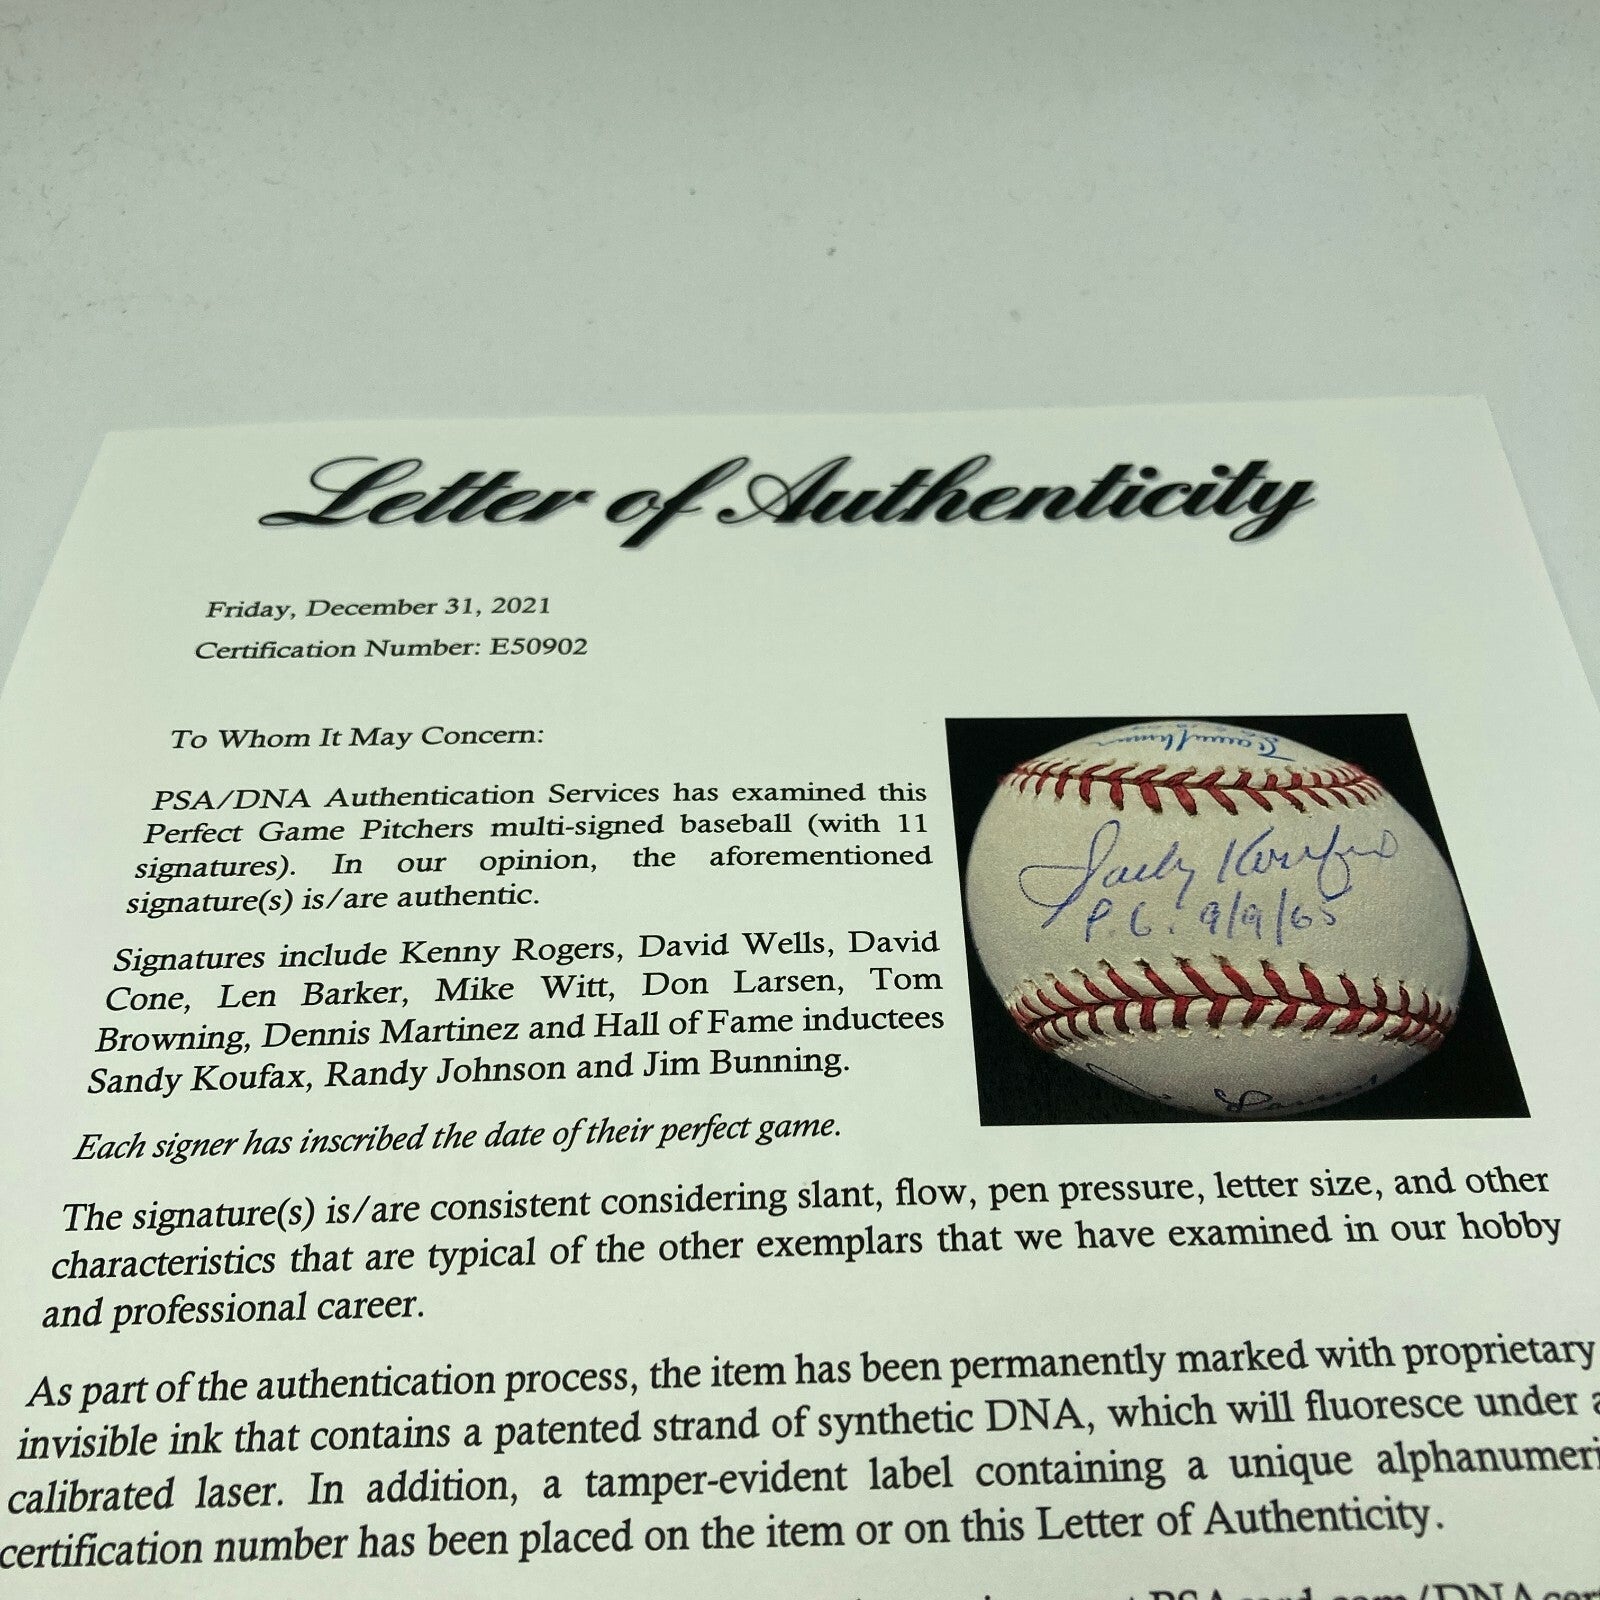 Letter of Authenticity
Friday, December 31, 2021
Certification Number: E50902
To Whom It May Concern:
PSA/DNA Authentication Services has examined this
Perfect Game Pitchers multi-signed baseball (with 11
signatures). In our opinion, the aforementioned
signature(s) is/are authentic.
Signatures include Kenny Rogers, David Wells, David
Cone, Len Barker, Mike Witt, Don Larsen, Tom
Browning, Dennis Martinez and Hall of Fame inductees
Sandy Koufax, Randy Johnson and Jim Bunning.
Each signer has inscribed the date of their perfect game.
Sandy Koufax
P.G. 9/9/65
The signature(s) is/are consistent considering slant, flow, pen pressure, letter size, and other
characteristics that are typical of the other exemplars that we have examined in our hobby
and professional career.
As part of the authentication process, the item has been permanently marked with proprietary
invisible ink that contains a patented strand of synthetic DNA, which will fluoresce under a
calibrated laser. In addition, a tamper-evident label containing a unique alphanumeri
certification number has been placed on the item or on this Letter of Authenticity.